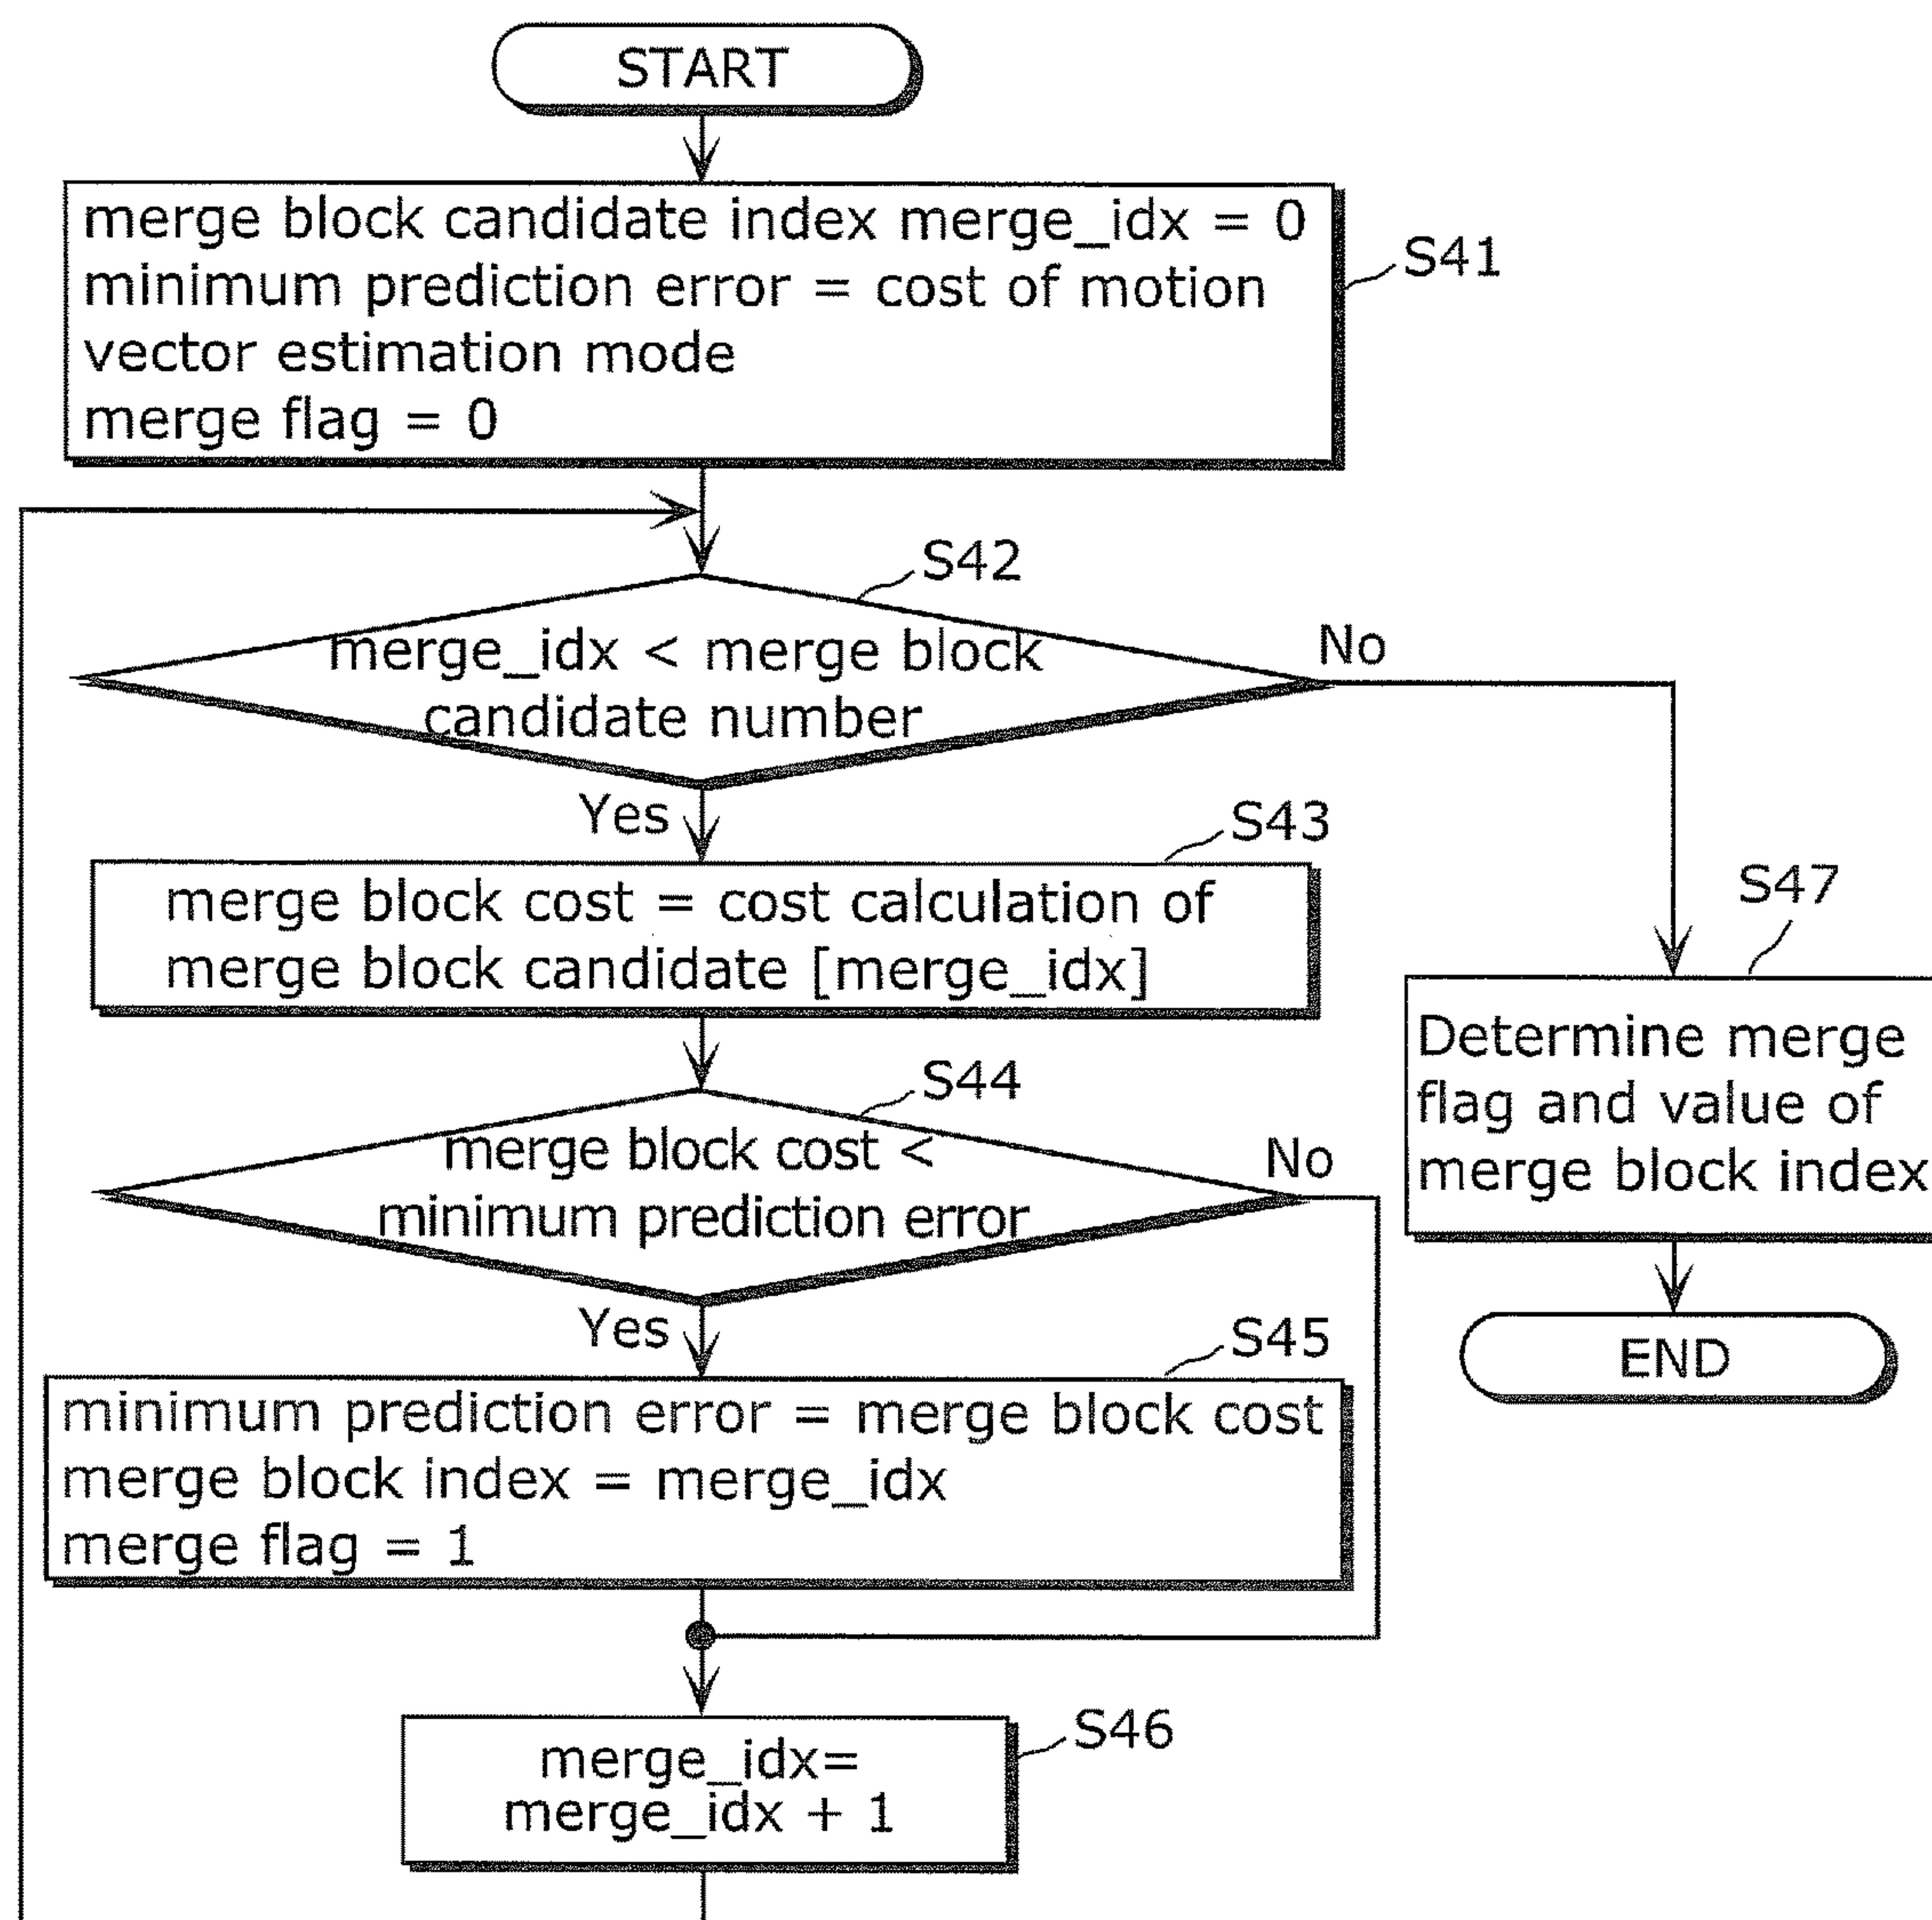 START
merge block candidate index merge_idx = 0
minimum prediction error = cost of motion
vector estimation mode
merge flag = 0
S41
S42
merge_idx < merge block
candidate number
No
Yes
S43
merge block cost = cost calculation of
merge block candidate [merge_idx]
S47
Determine merge
flag and value of
merge block index
END
S44
merge block cost <
minimum prediction error
No
Yes
S45
minimum prediction error = merge block cost
merge block index = merge_idx
merge flag = 1
S46
merge_idx=
merge_idx + 1